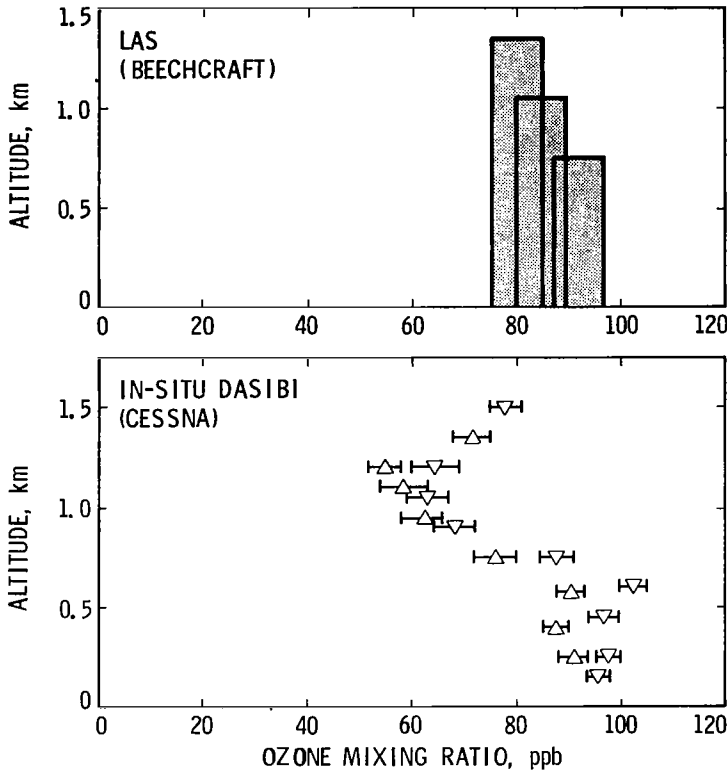 LAS
(BEECHCRAFT)
ALTITUDE, km
1.5
1.0
0.5
0
0 20 40 60 80 100 120
IN-SITU DASIBI
(CESSNA)
ALTITUDE, km
1.5
1.0
0.5
0
0 20 40 60 80 100 120
OZONE MIXING RATIO, ppb